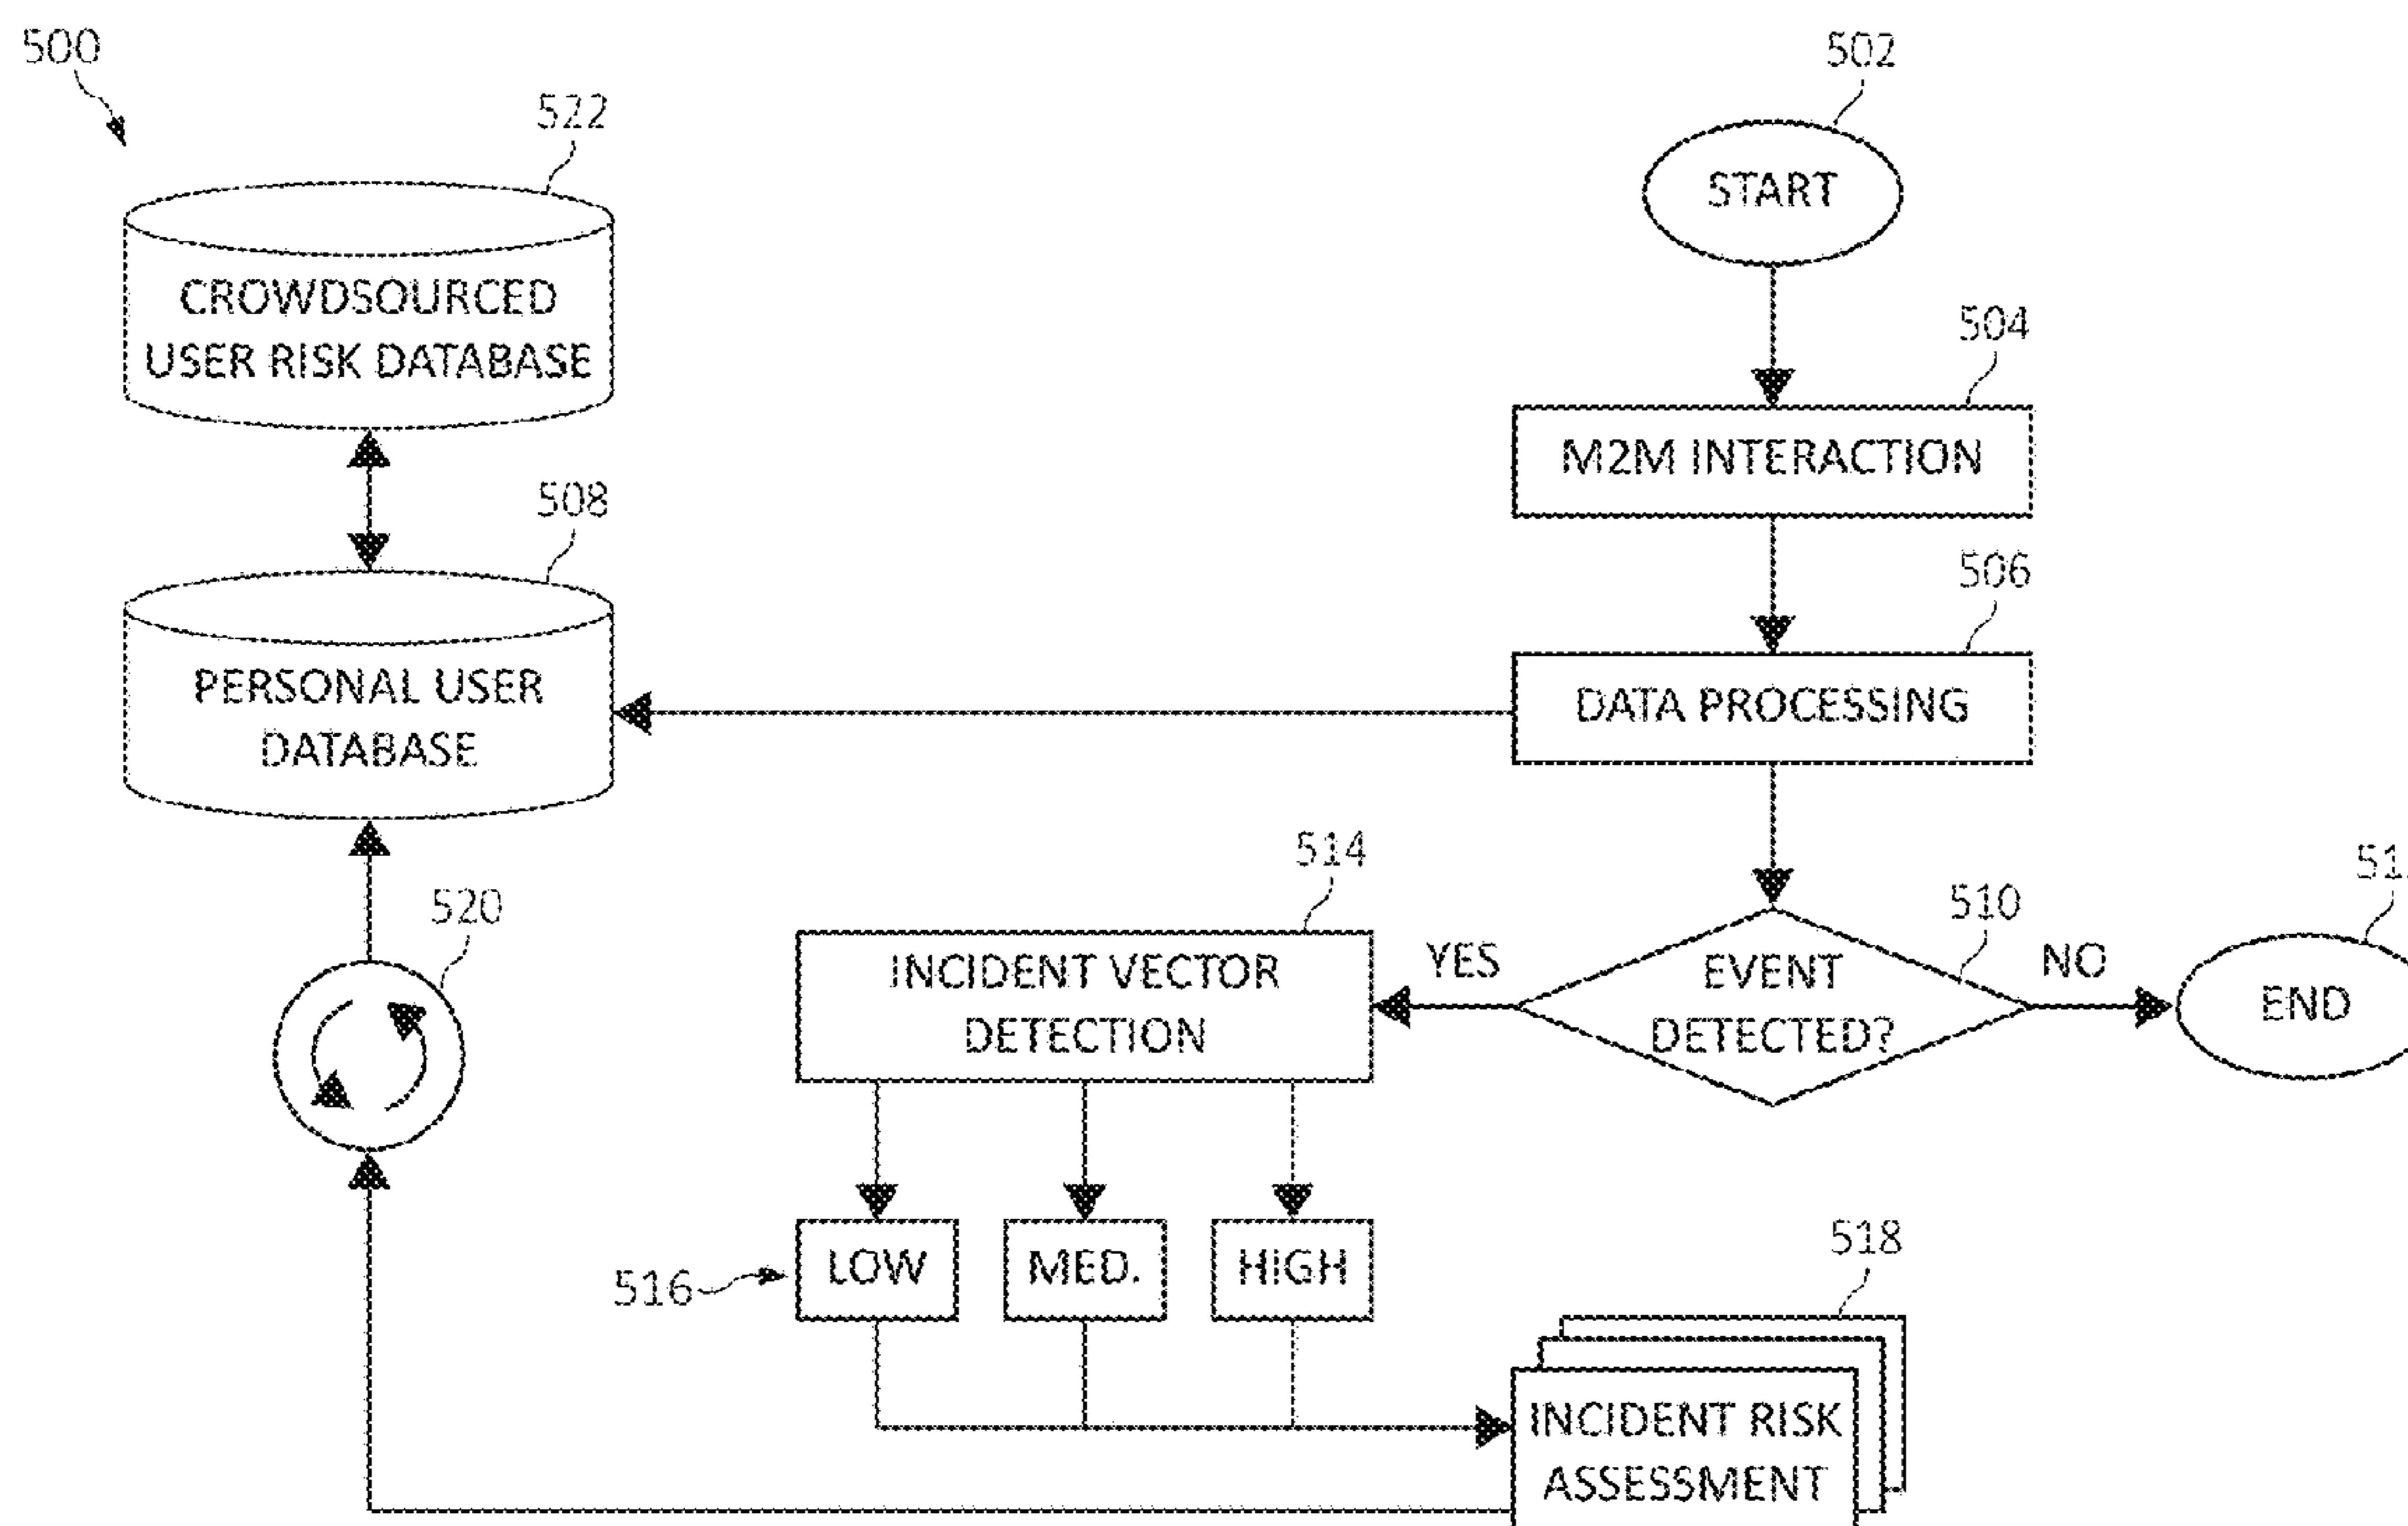 500
522
502
START
CROWDSOURCED
USER RISK DATABASE
504
M2M INTERACTION
508
506
PERSONAL USER
DATABASE
DATA PROCESSING
514
510
520
INCIDENT VECTOR
DETECTION
YES
EVENT
DETECTED?
NO
END
516
LOW
MED.
HIGH
518
INCIDENT RISK
ASSESSMENT